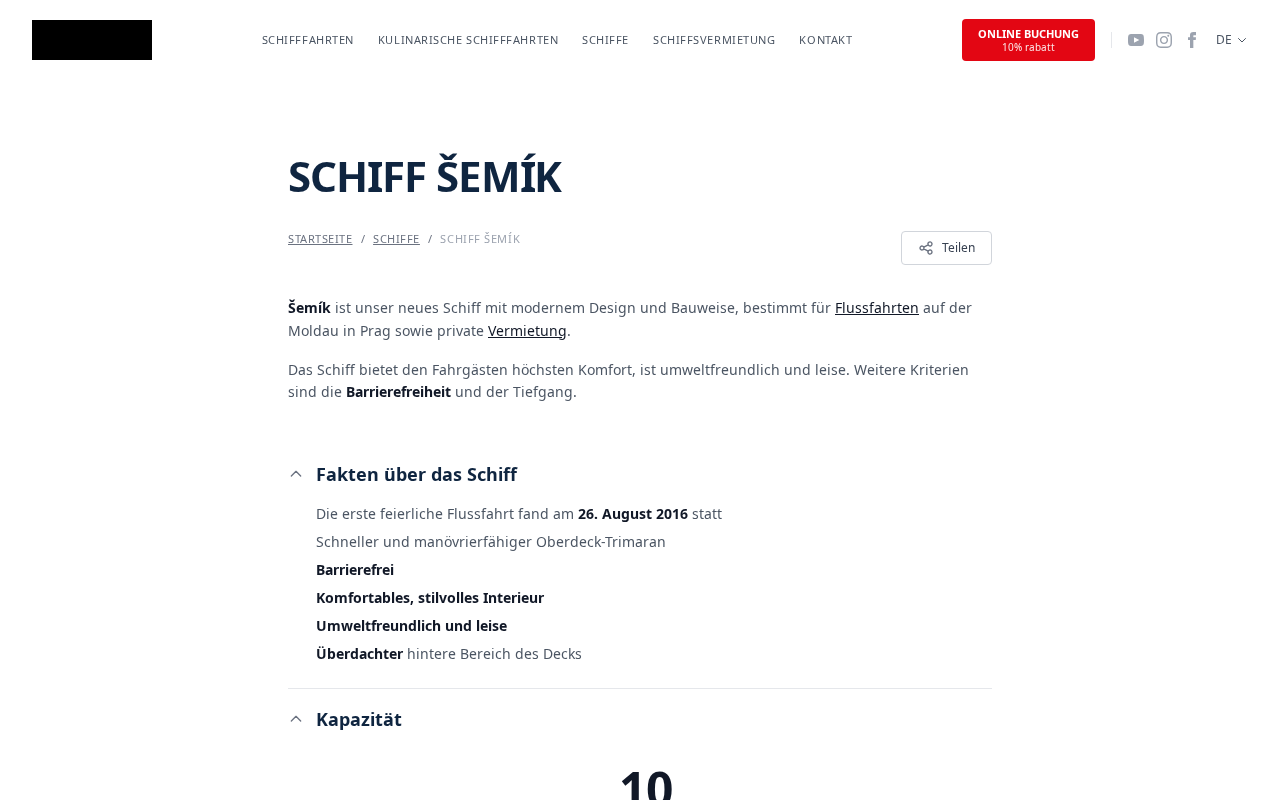 SCHIFFFAHRTEN KULINARISCHE SCHIFFFAHRTEN SCHIFFE SCHIFFSVERMIETUNG KONTAKT
ONLINE BUCHUNG
10% rabatt
DE
SCHIFF ŠEMÍK
STARTSEITE / SCHIFFE / SCHIFF ŠEMÍK
Teilen
Šemík ist unser neues Schiff mit modernem Design und Bauweise, bestimmt für Flussfahrten auf der
Moldau in Prag sowie private Vermietung.
Das Schiff bietet den Fahrgästen höchsten Komfort, ist umweltfreundlich und leise. Weitere Kriterien
sind die Barrierefreiheit und der Tiefgang.
Fakten über das Schiff
Die erste feierliche Flussfahrt fand am 26. August 2016 statt
Schneller und manövrierfähiger Oberdeck-Trimaran
Barrierefrei
Komfortables, stilvolles Interieur
Umweltfreundlich und leise
Überdachter hintere Bereich des Decks
Kapazität
10